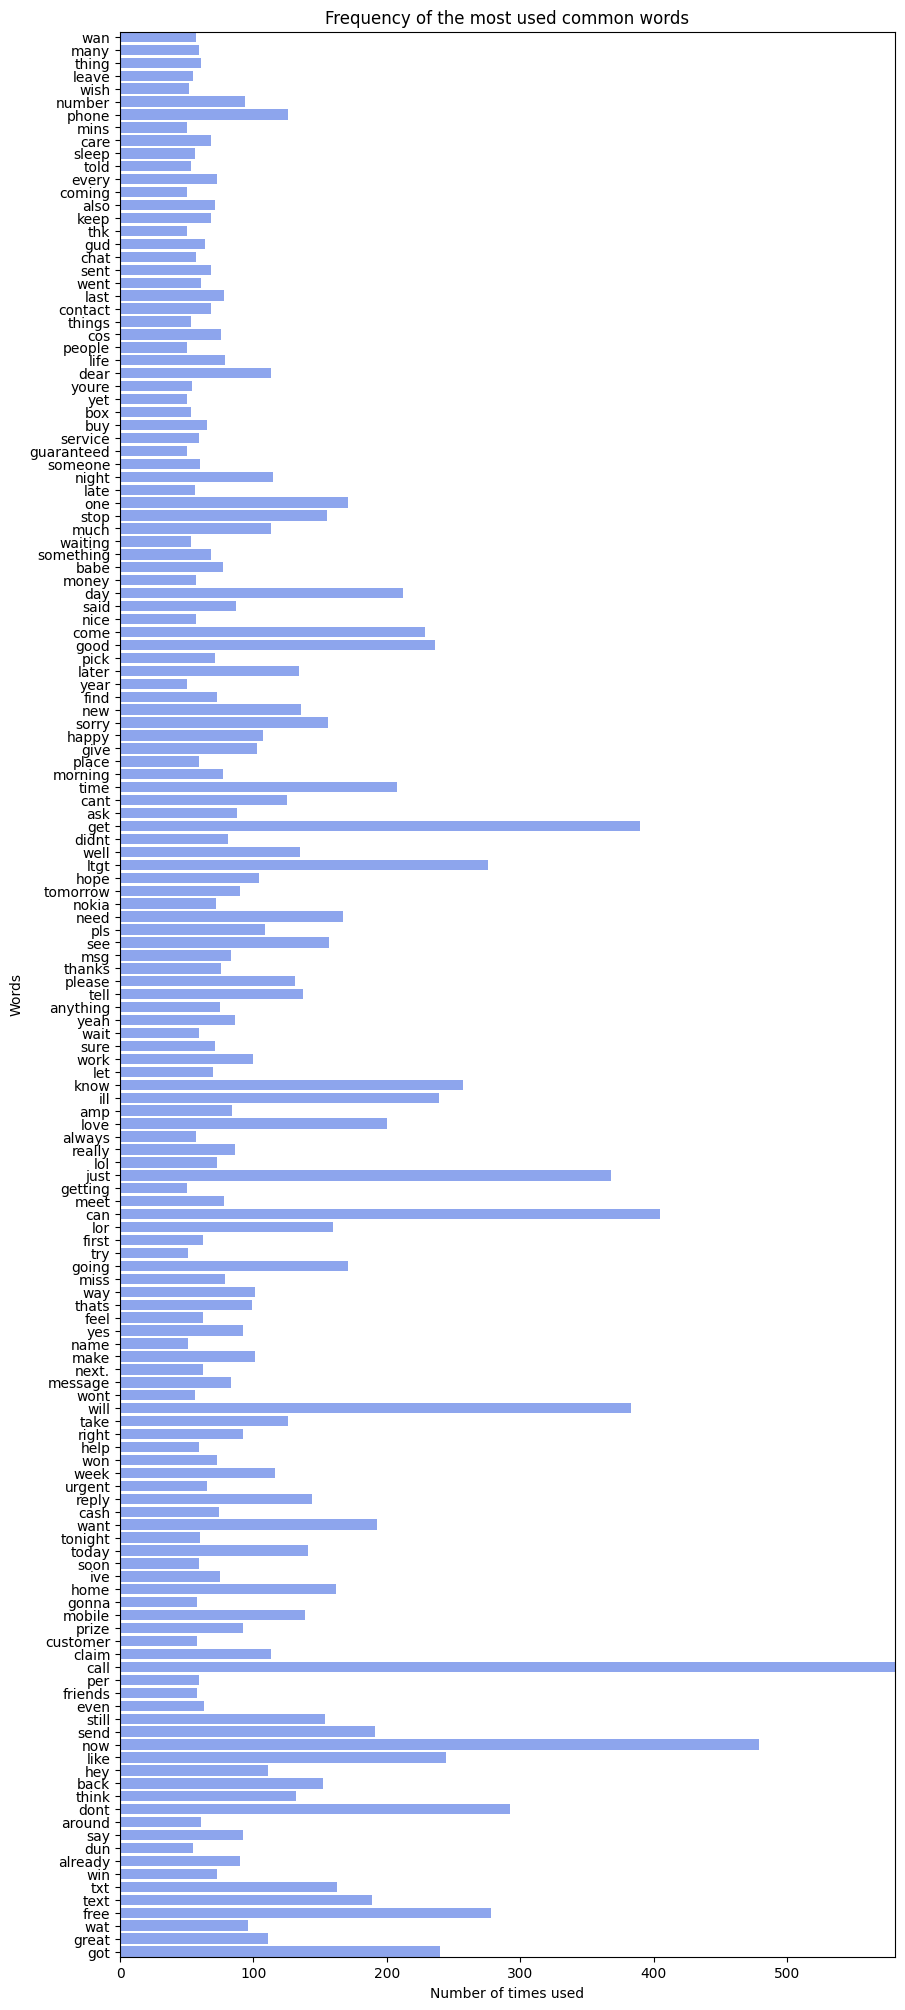 Frequency of the most used common words
wan
many
thing
leave
wish
number
phone
mins
care
sleep
told
every
coming
also
keep
thk
gud
chat
sent
went
last
contact
things
cos
people
life
dear
youre
yet
box
buy
service
guaranteed
someone
night
late
one
stop
much
waiting
something
babe
money
day
said
nice
come
good
pick
later
year
find
new
sorry
happy
give
place
morning
time
cant
ask
get
didnt
well
ltgt
hope
tomorrow
nokia
need
pls
see
msg
thanks
please
tell
anything
yeah
wait
sure
work
let
know
ill
amp
love
always
really
lol
just
getting
meet
can
lor
first
try
going
miss
way
thats
feel
yes
name
make
next.
message
wont
will
take
right
help
won
week
urgent
reply
cash
want
tonight
today
soon
ive
home
gonna
mobile
prize
customer
claim
call
per
friends
even
still
send
now
like
hey
back
think
dont
around
say
dun
already
win
txt
text
free
wat
great
got
Words
0 100 200 300 400 500
Number of times used